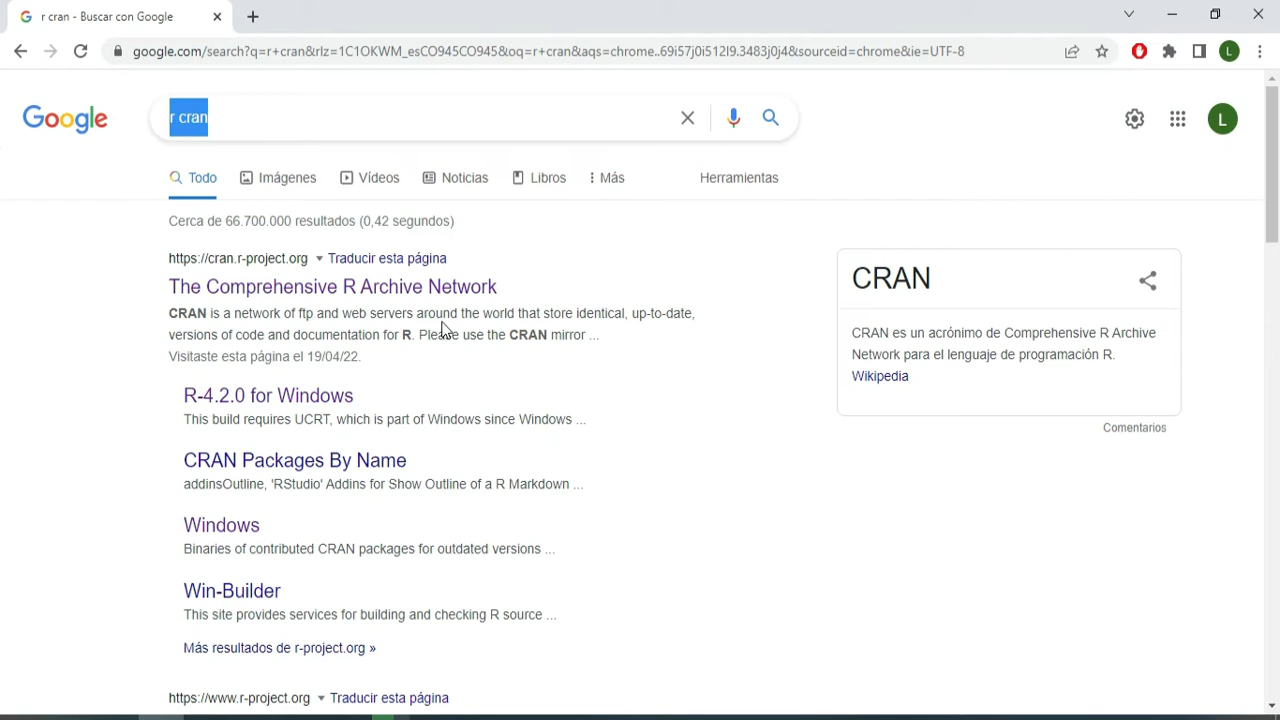 r cran - Buscar con Google
google.com/search?q=r+cran&rlz=1C1OKWM_esCO945CO945&oq=r+cran&aqs=chrome..69i57j0i512l9.3483j0j4&sourceid=chrome&ie=UTF-8
L
Google
r cran
L
Todo
Imágenes
Vídeos
Noticias
Libros
Más
Herramientas
Cerca de 66.700.000 resultados (0,42 segundos)
https://cran.r-project.org
Traducir esta página
The Comprehensive R Archive Network
CRAN is a network of ftp and web servers around the world that store identical, up-to-date,
versions of code and documentation for R. Please use the CRAN mirror ...
Visitaste esta página el 19/04/22.
R-4.2.0 for Windows
This build requires UCRT, which is part of Windows since Windows ...
CRAN Packages By Name
addinsOutline, 'RStudio' Addins for Show Outline of a R Markdown ...
Windows
Binaries of contributed CRAN packages for outdated versions ...
Win-Builder
This site provides services for building and checking R source ...
Más resultados de r-project.org »
https://www.r-project.org
Traducir esta página
CRAN
CRAN es un acrónimo de Comprehensive R Archive
Network para el lenguaje de programación R.
Wikipedia
Comentarios